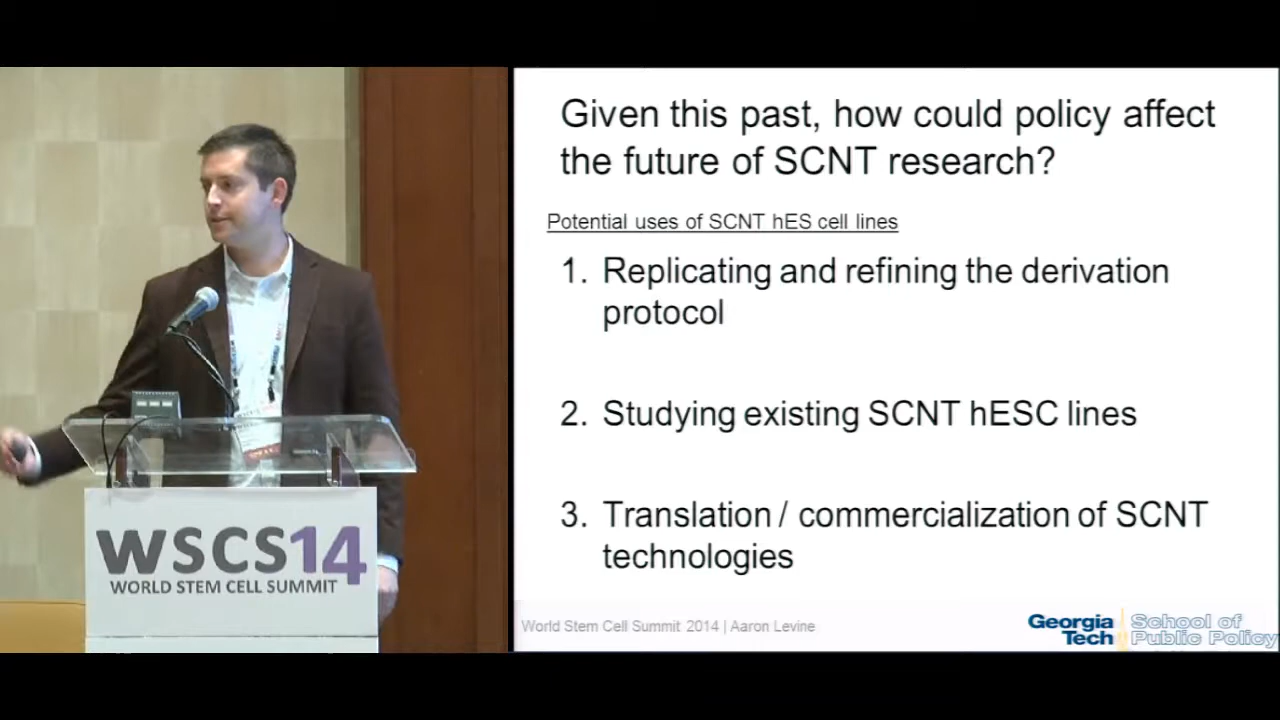 Given this past, how could policy affect
the future of SCNT research?
Potential uses of SCNT hES cell lines
1. Replicating and refining the derivation
protocol
2. Studying existing SCNT hESC lines
3. Translation / commercialization of SCNT
technologies
World Stem Cell Summit 2014 | Aaron Levine
Georgia
Tech
School of
Public Policy
WSCS14
WORLD STEM CELL SUMMIT